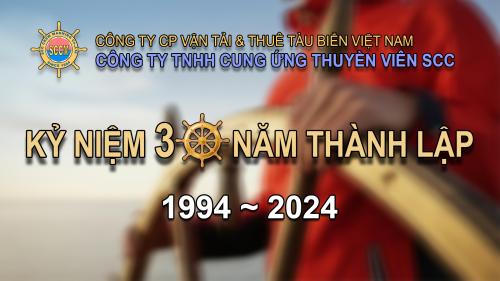 SCCM
CÔNG TY CP VẬN TẢI & THUÊ TÀU BIỂN VIỆT NAM
CÔNG TY TNHH CUNG ỨNG THUYỀN VIÊN SCC
KỶ NIỆM 30 NĂM THÀNH LẬP
1994 ~ 2024